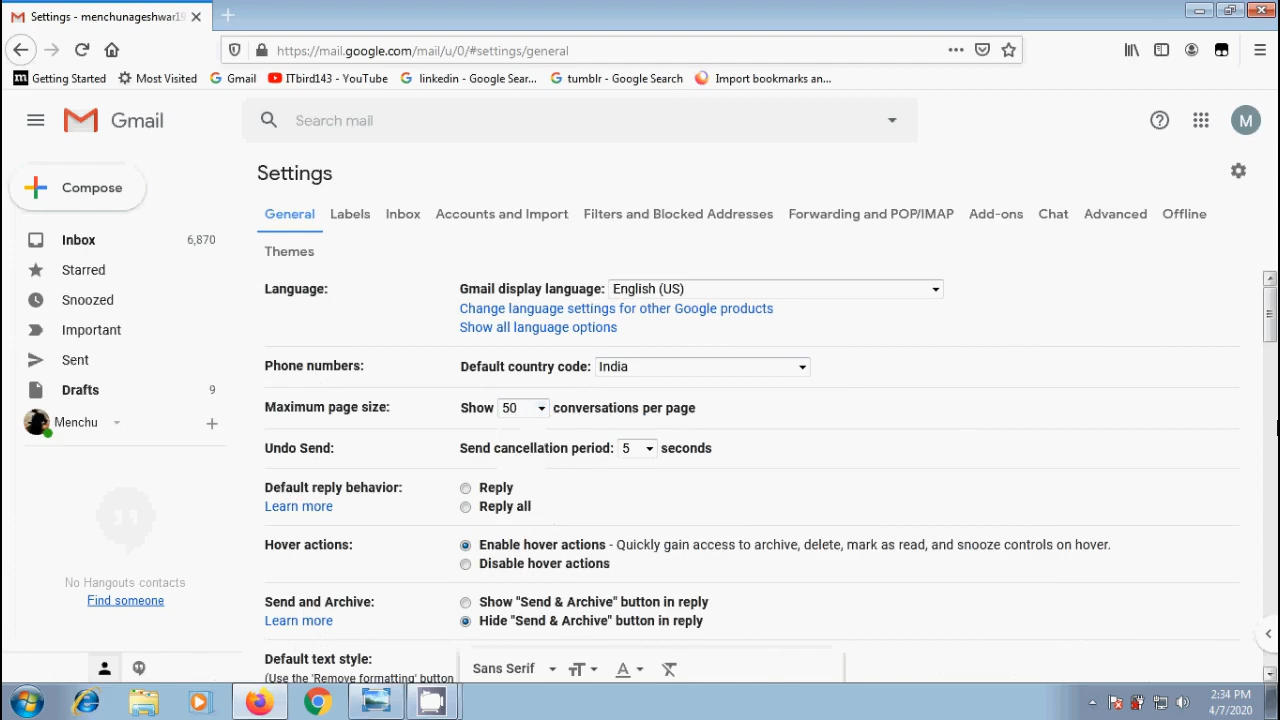 Settings - menchunageshwar19
https://mail.google.com/mail/u/0/#settings/general
Getting Started
Most Visited
Gmail
ITbird143 - YouTube
linkedin - Google Sear...
tumblr - Google Search
Import bookmarks an...
Gmail
Search mail
M
Compose
Inbox 6,870
Starred
Snoozed
Important
Sent
Drafts 9
Menchu
No Hangouts contacts
Find someone
Settings
General Labels Inbox Accounts and Import Filters and Blocked Addresses Forwarding and POP/IMAP Add-ons Chat Advanced Offline
Themes
Language: Gmail display language: English (US)
Change language settings for other Google products
Show all language options
Phone numbers: Default country code: India
Maximum page size: Show 50 conversations per page
Undo Send: Send cancellation period: 5 seconds
Default reply behavior: Reply
Learn more Reply all
Hover actions: Enable hover actions - Quickly gain access to archive, delete, mark as read, and snooze controls on hover.
Disable hover actions
Send and Archive: Show "Send & Archive" button in reply
Learn more Hide "Send & Archive" button in reply
Default text style: Sans Serif
(Use the 'Remove formatting' button
2:34 PM
4/7/2020